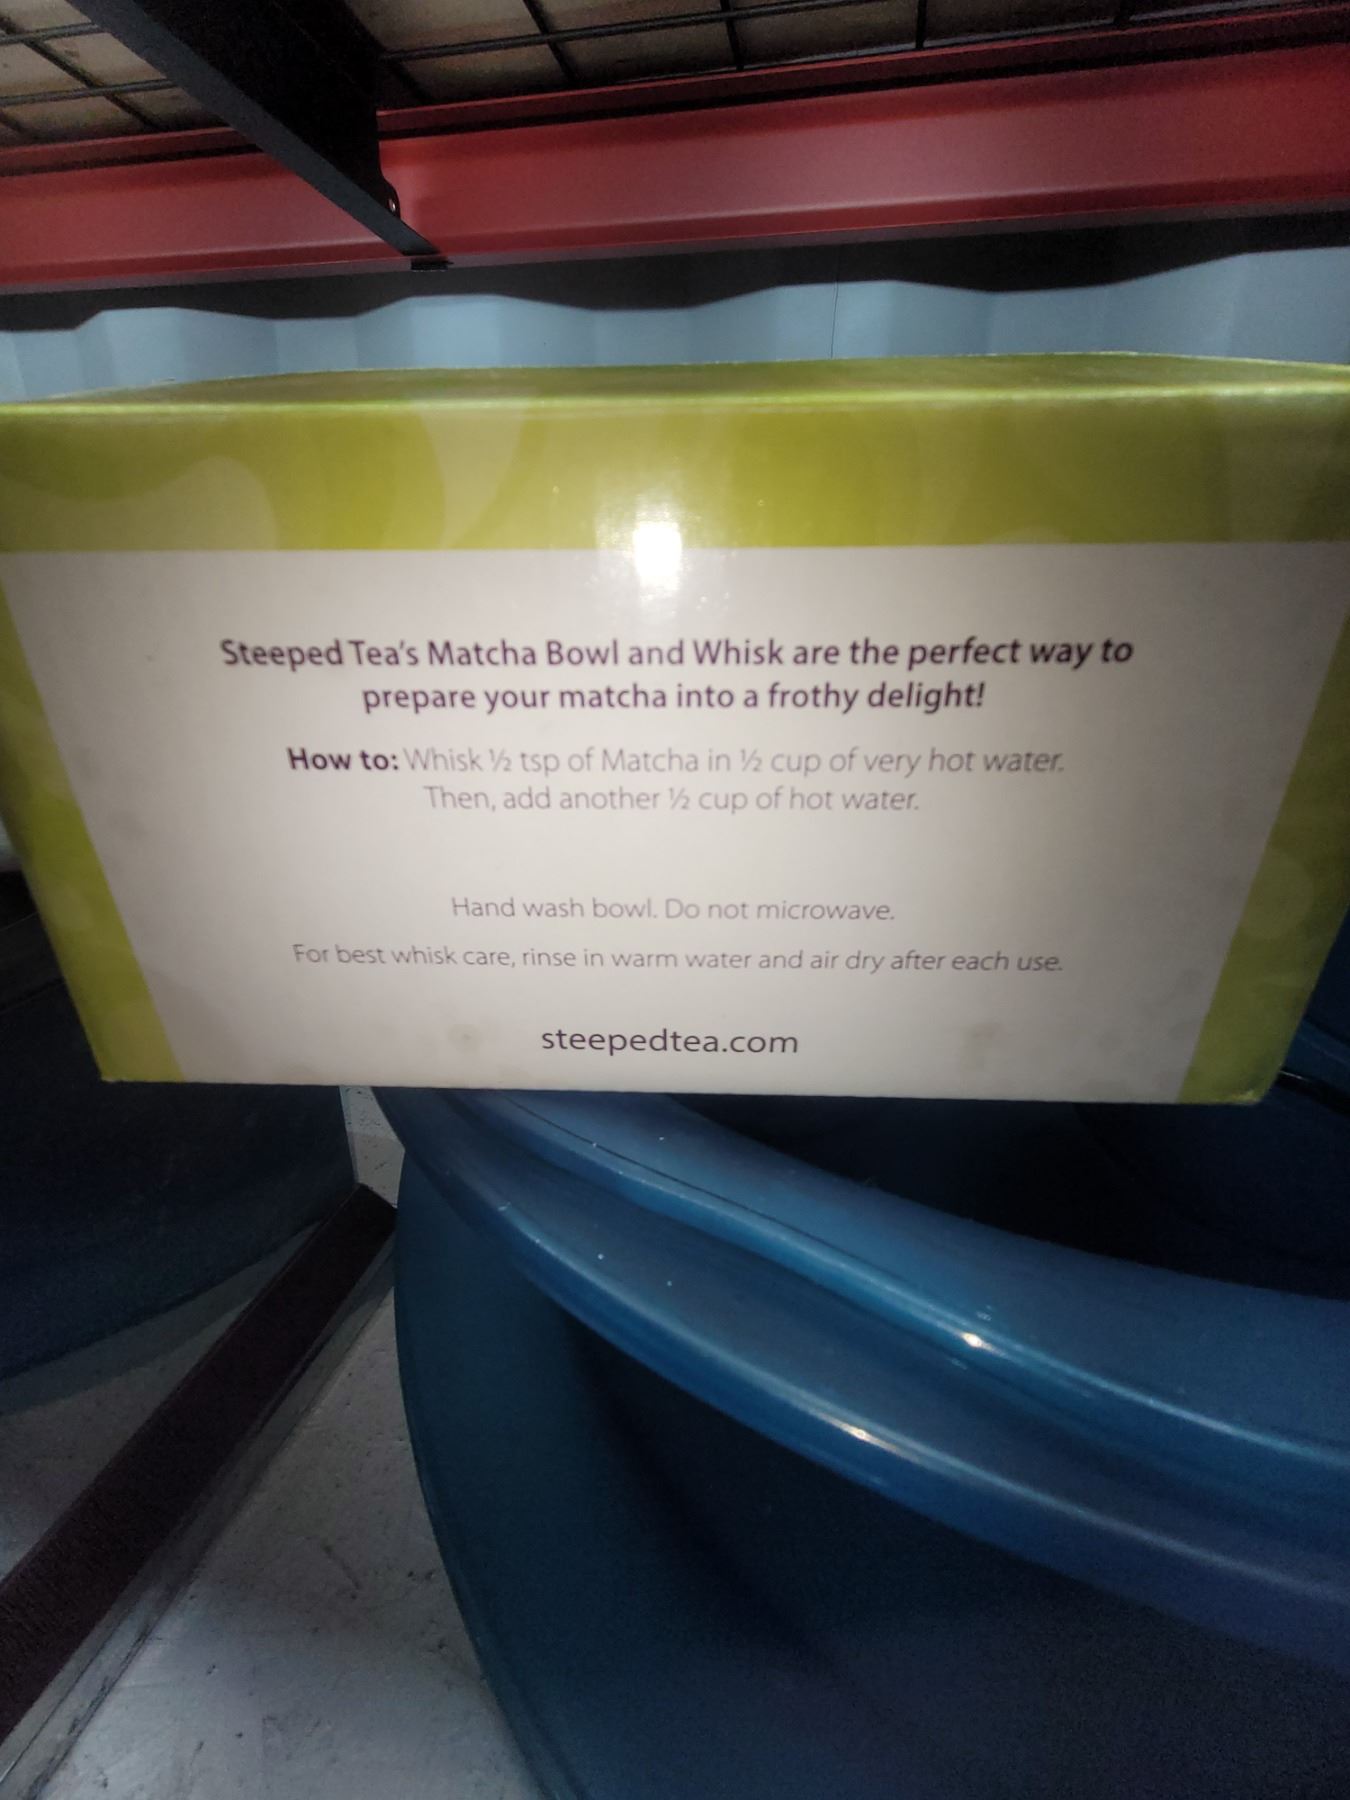 Steeped Tea's Matcha Bowl and Whisk are the perfect way to
prepare your matcha into a frothy delight!
How to: Whisk ½ tsp of Matcha in ½ cup of very hot water.
Then, add another ½ cup of hot water.
Hand wash bowl. Do not microwave.
For best whisk care, rinse in warm water and air dry after each use.
steepedtea.com